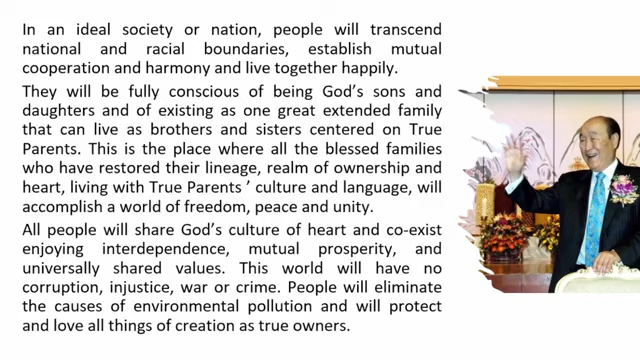 In an ideal society or nation, people will transcend
national and racial boundaries, establish mutual
cooperation and harmony and live together happily.
They will be fully conscious of being God's sons and
daughters and of existing as one great extended family
that can live as brothers and sisters centered on True
Parents. This is the place where all the blessed families
who have restored their lineage, realm of ownership and
heart, living with True Parents ’ culture and language, will
accomplish a world of freedom, peace and unity.
All people will share God's culture of heart and co-exist
enjoying interdependence, mutual prosperity, and
universally shared values. This world will have no
corruption, injustice, war or crime. People will eliminate
the causes of environmental pollution and will protect
and love all things of creation as true owners.